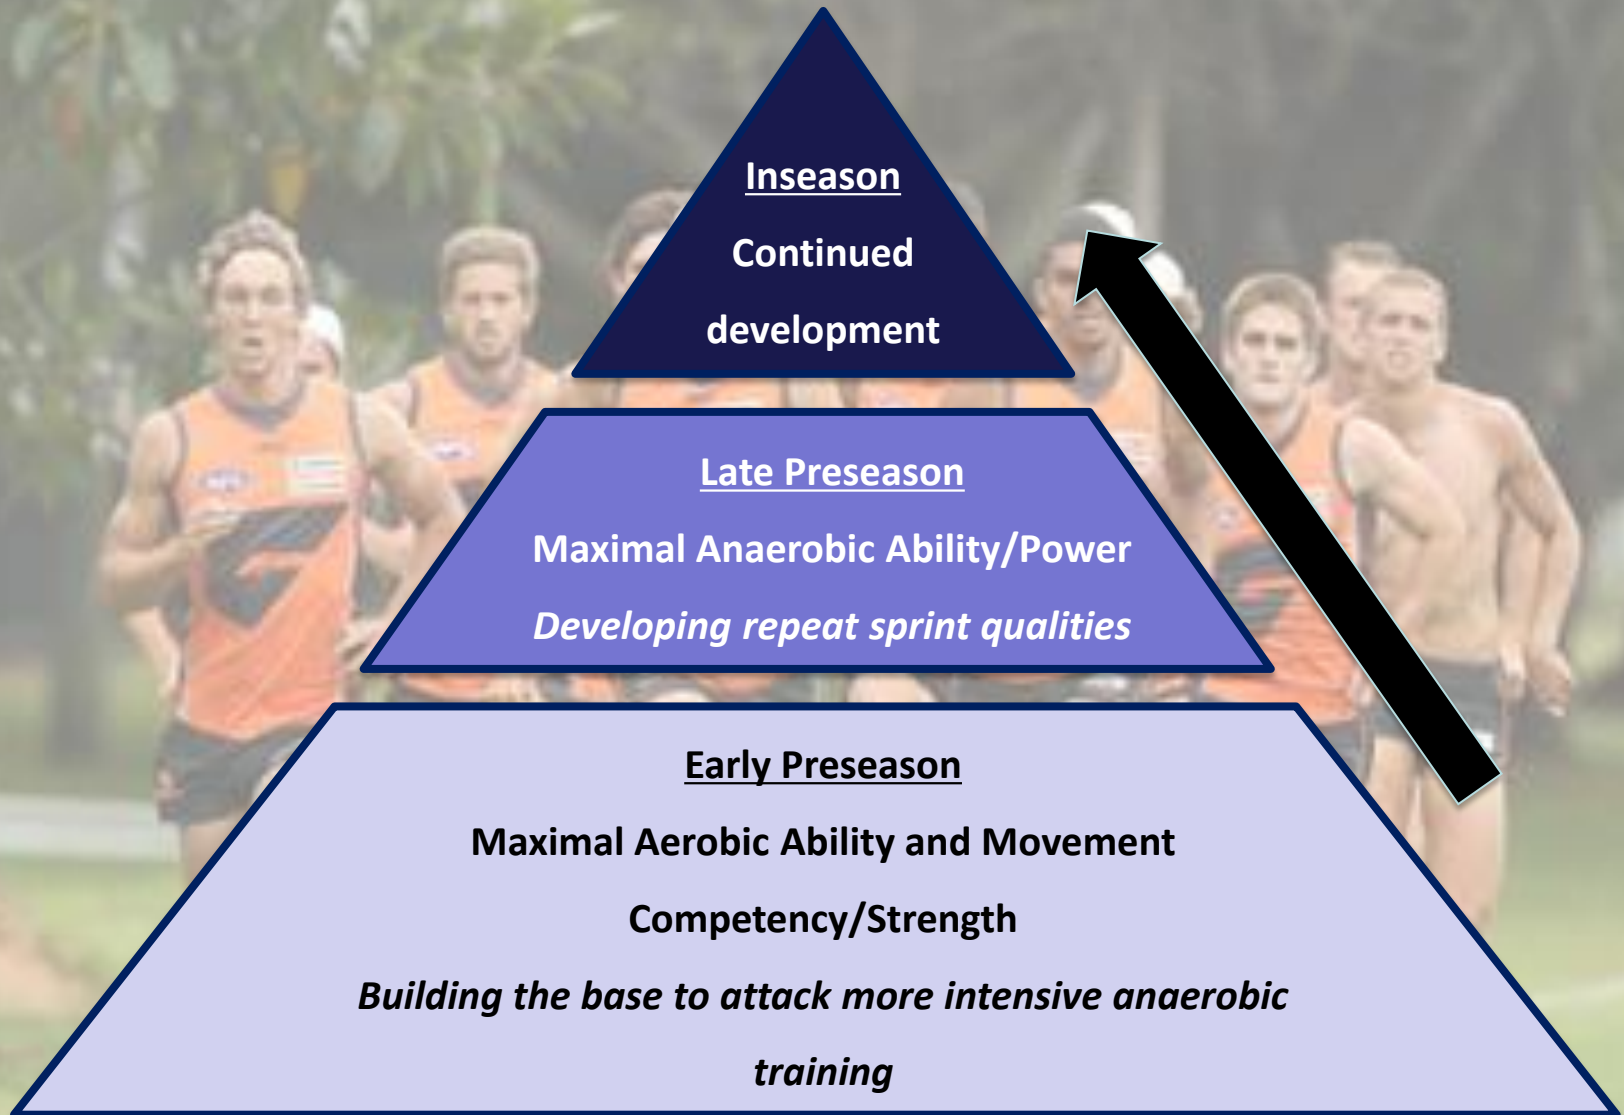 Inseason
Continued
development
Late Preseason
Maximal Anaerobic Ability/Power
Developing repeat sprint qualities
Early Preseason
Maximal Aerobic Ability and Movement
Competency/Strength
Building the base to attack more intensive anaerobic
training